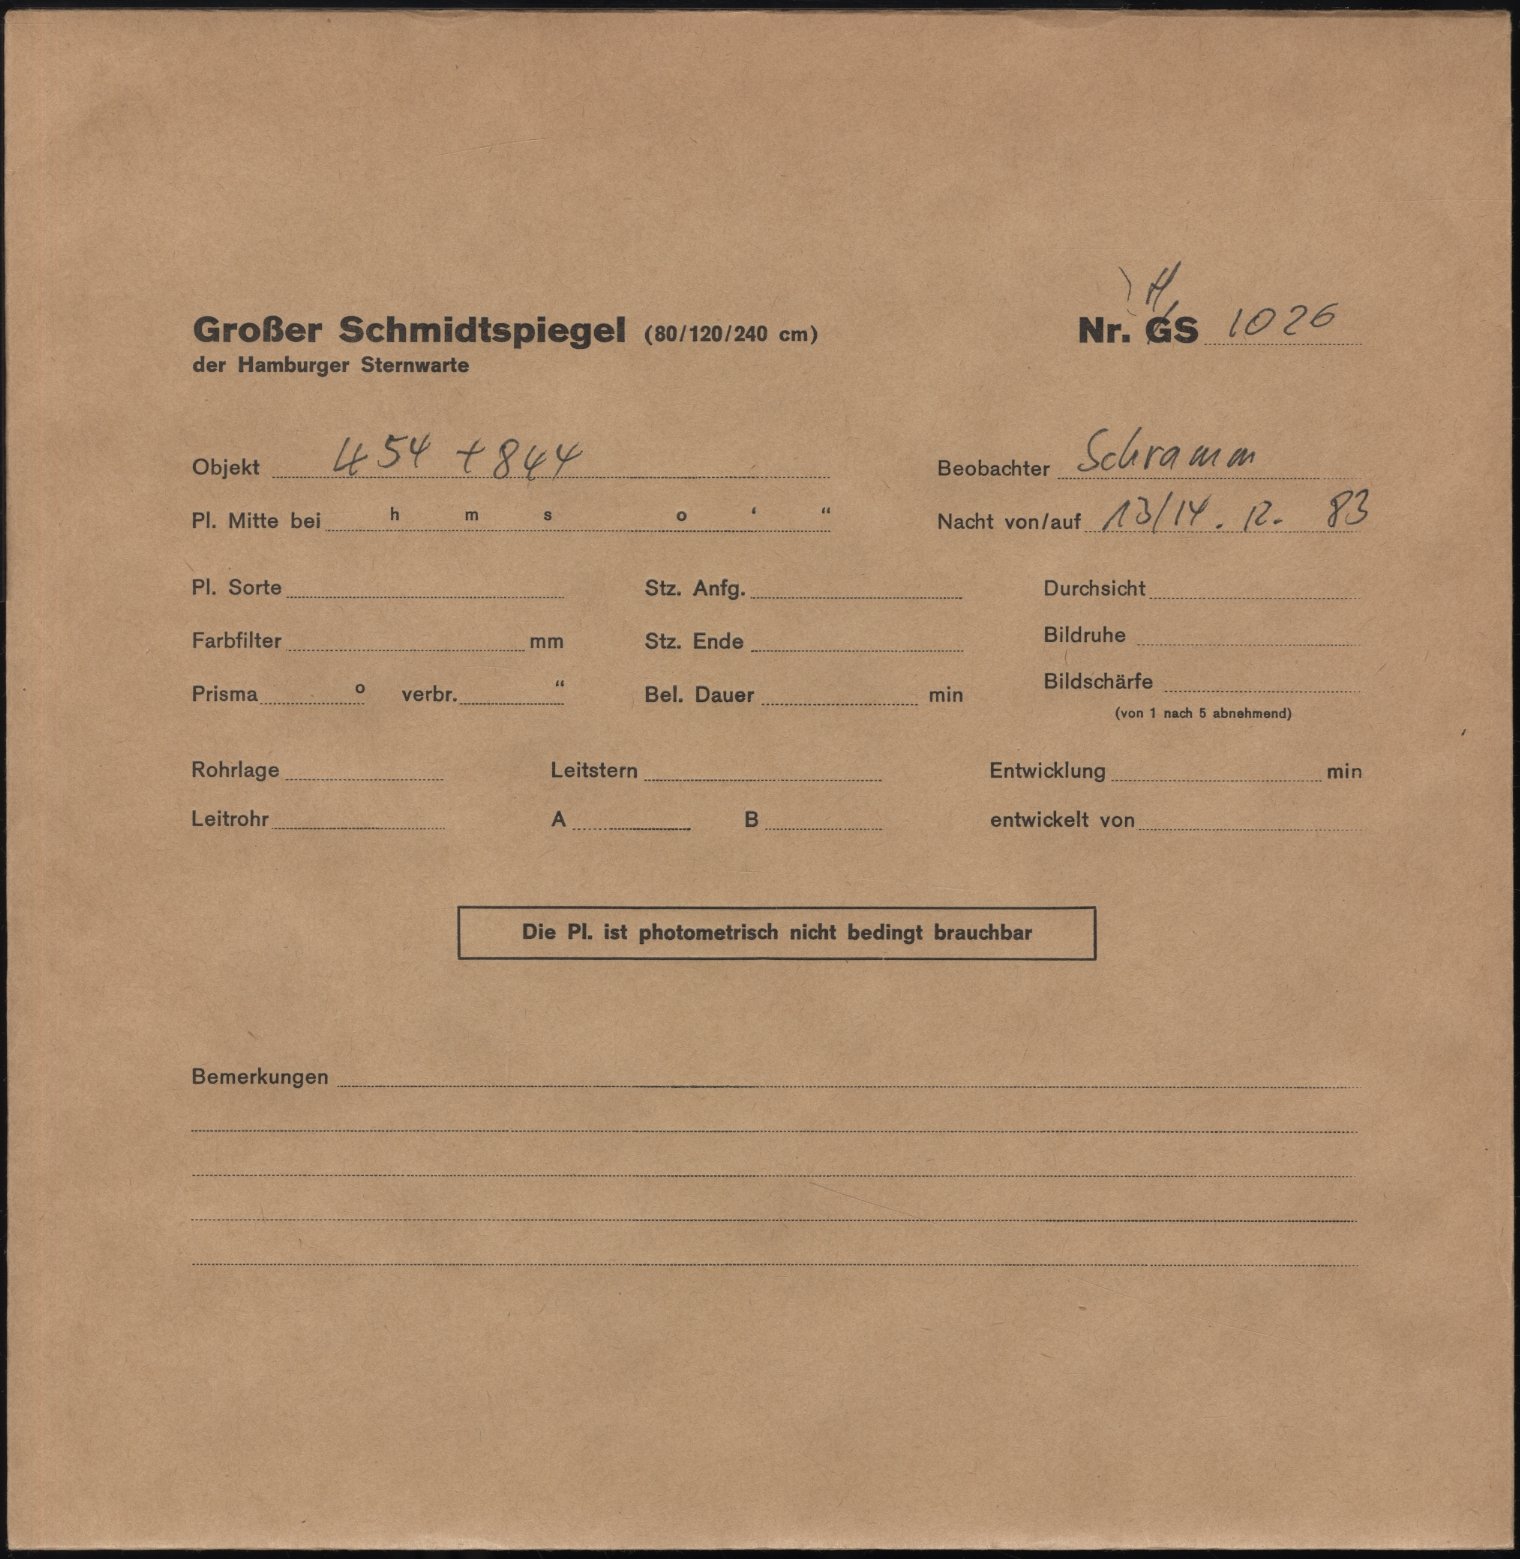 H
Großer Schmidtspiegel (80/120/240 cm) Nr. GS 1026
der Hamburger Sternwarte
Objekt 454 +844 Beobachter Schramm
Pl. Mitte bei h m s o ‘ “ Nacht von/auf 13/14. 12. 83
Pl. Sorte Stz. Anfg. Durchsicht
Farbfilter mm Stz. Ende Bildruhe
Prisma o verbr. “ Bel. Dauer min Bildschärfe
(von 1 nach 5 abnehmend)
Rohrlage Leitstern Entwicklung min
Leitrohr A B entwickelt von
Die Pl. ist photometrisch nicht bedingt brauchbar
Bemerkungen